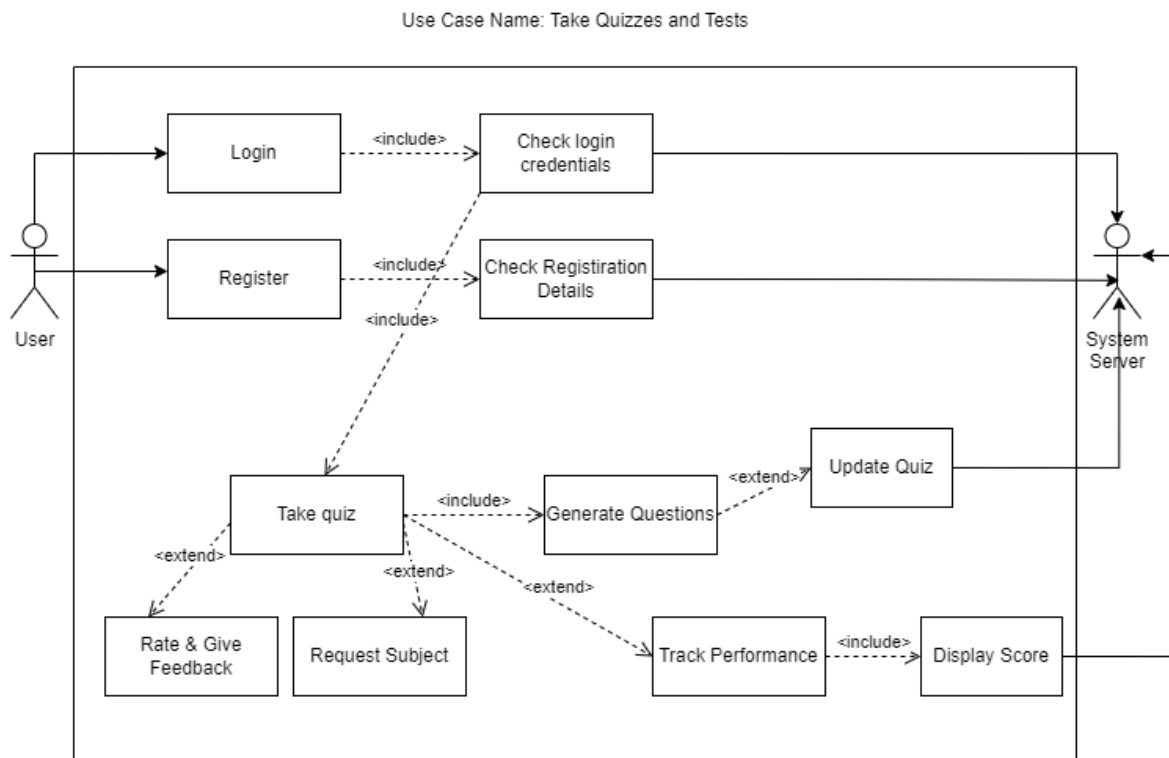 Use Case Name: Take Quizzes and Tests
Login
<include>
Check login
credentials
Register
<include>
Check Registiration
Details
<include>
User
System
Server
Take quiz
<include>
Generate Questions
<extend>
Update Quiz
<extend>
<extend>
<extend>
Rate & Give
Feedback
Request Subject
Track Performance
<include>
Display Score